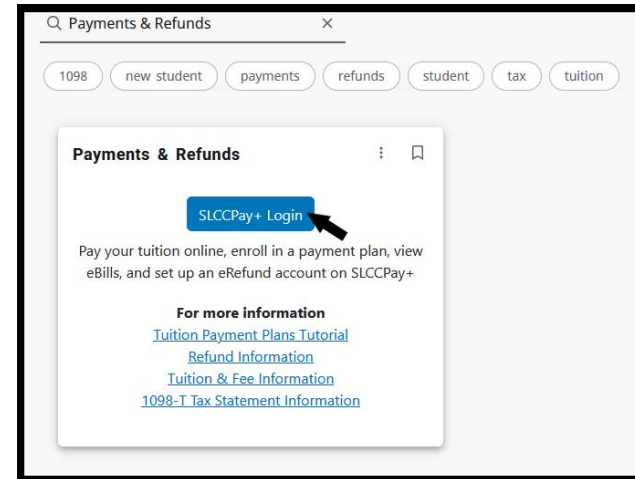 Payments & Refunds
1098 new student payments refunds student tax tuition
Payments & Refunds
SLCCPay+ Login
Pay your tuition online, enroll in a payment plan, view
eBills, and set up an eRefund account on SLCCPay+
For more information
Tuition Payment Plans Tutorial
Refund Information
Tuition & Fee Information
1098-T Tax Statement Information